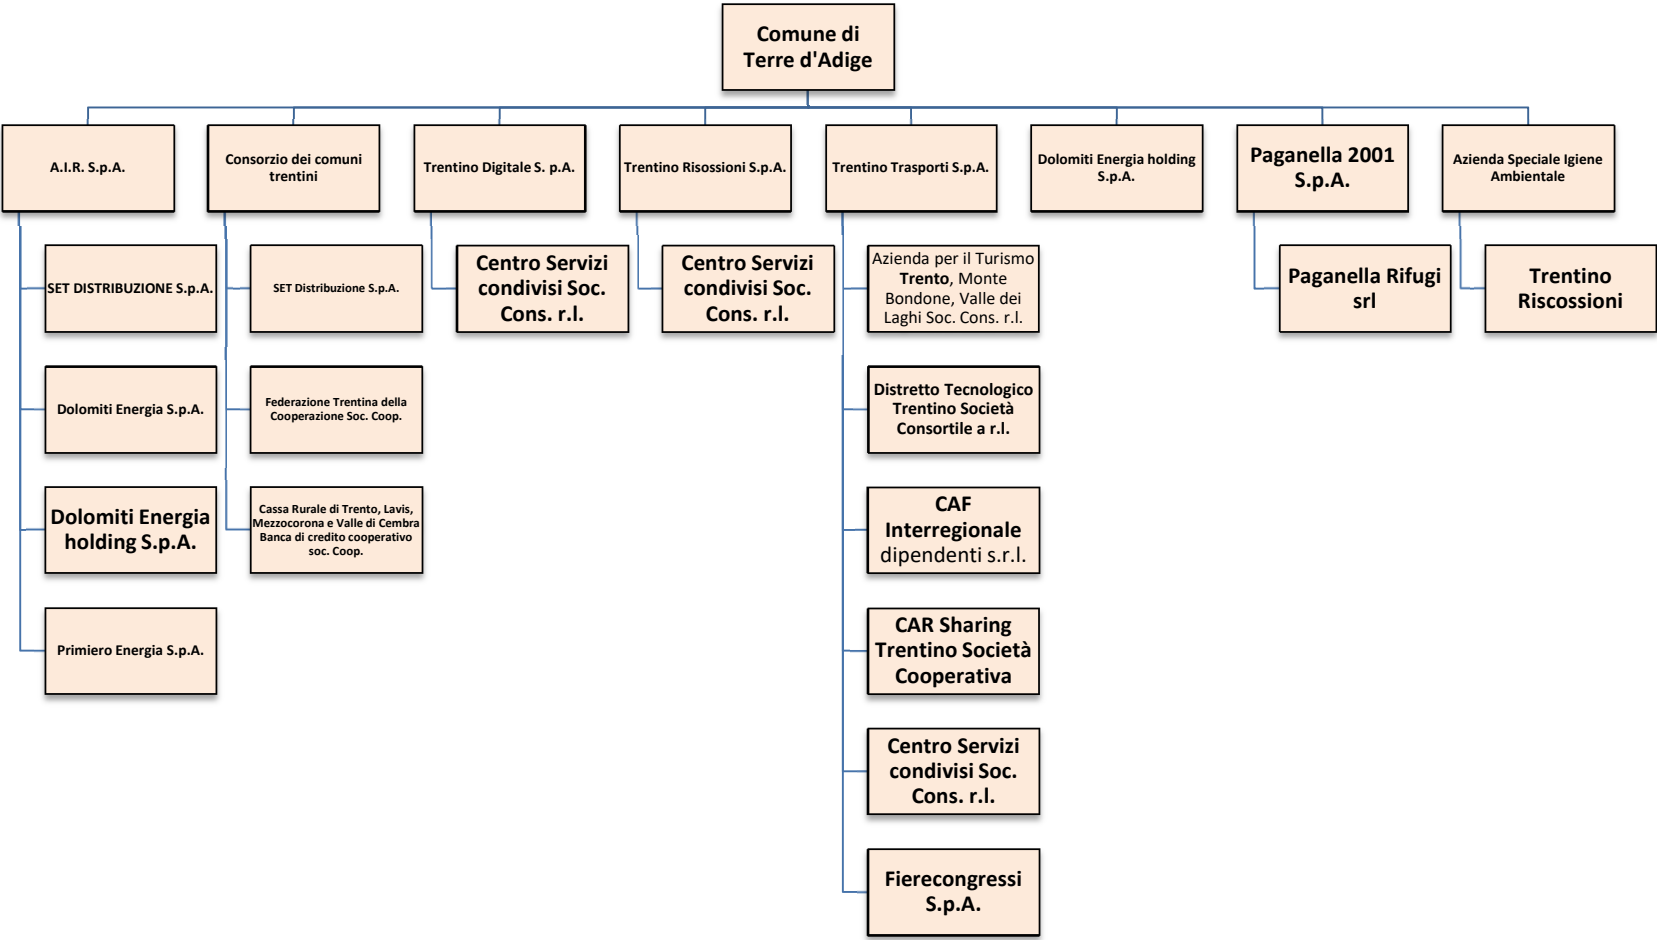 Comune di
Terre d'Adige
A.I.R. S.p.A.
Consorzio dei comuni
trentini
Trentino Digitale S. p.A.
Trentino Risossioni S.p.A.
Trentino Trasporti S.p.A.
Dolomiti Energia holding
S.p.A.
Paganella 2001
S.p.A.
Azienda Speciale Igiene
Ambientale
SET DISTRIBUZIONE S.p.A.
Dolomiti Energia S.p.A.
Dolomiti Energia
holding S.p.A.
Primiero Energia S.p.A.
SET Distribuzione S.p.A.
Federazione Trentina della
Cooperazione Soc. Coop.
Cassa Rurale di Trento, Lavis,
Mezzocorona e Valle di Cembra
Banca di credito cooperativo
soc. Coop.
Centro Servizi
condivisi Soc.
Cons. r.l.
Centro Servizi
condivisi Soc.
Cons. r.l.
Azienda per il Turismo
Trento, Monte
Bondone, Valle dei
Laghi Soc. Cons. r.l.
Distretto Tecnologico
Trentino Società
Consortile a r.l.
CAF
Interregionale
dipendenti s.r.l.
CAR Sharing
Trentino Società
Cooperativa
Centro Servizi
condivisi Soc.
Cons. r.l.
Fierecongressi
S.p.A.
Paganella Rifugi
srl
Trentino
Riscossioni